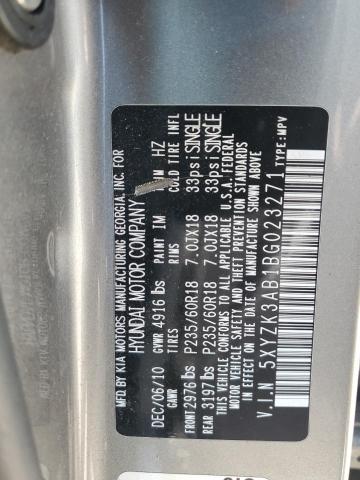 MFD.BY KIA MOTORS MANUFACTURING GEORGIA, INC. FOR
HYUNDAI MOTOR COMPANY
DEC/06/10 GVWR 4916 lbs PAINT IM TRIM HZ
GAWR TIRES RIMS COLD TIRE INFL
FRONT 2976 lbs P235/60R18 7.0JX18 33psi SINGLE
REAR 3197 lbs P235/60R18 7.0JX18 33psi SINGLE
THIS VEHICLE CONFORMS TO ALL APPLICABLE U.S.A. FEDERAL
MOTOR VEHICLE SAFETY AND THEFT PREVENTION STANDARDS
IN EFFECT ON THE DATE OF MANUFACTURE SHOWN ABOVE
V.I.N: 5XYZK3AB1BG023271 TYPE:MPV